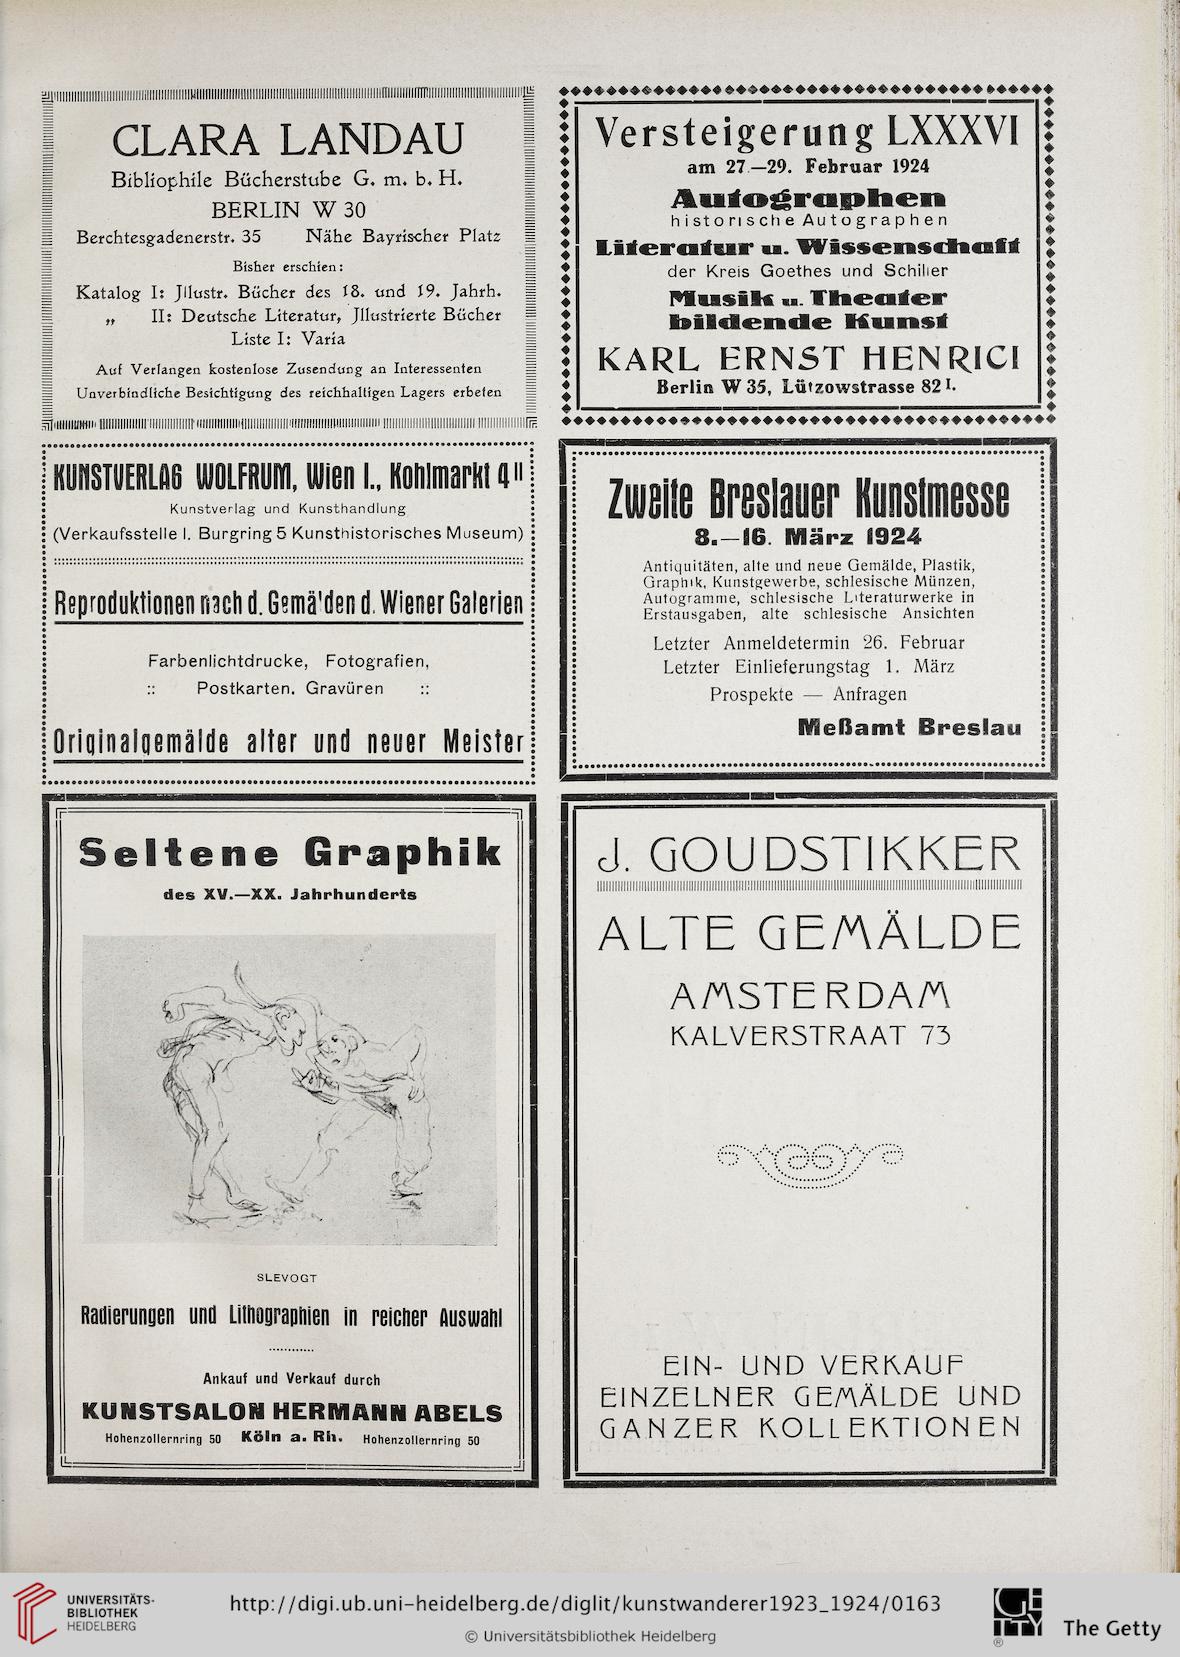 CLARA LANDAU
Bibliophile Bücherstube G. m. b. H.
BERLIN W 30
Berchtesgadenerstr. 35 Nähe Bayrischer Platz
Bisher erschien:
Katalog I: Jllustr. Bücher des 18. und 19. Jahrh.
„ II: Deutsche Literatur, Jllustrierte Bücher
Liste I: Varia
Auf Verlangen kostenlose Zusendung an Interessenten
Unverbindliche Besichtigung des reichhaltigen Lagers erbeten
Versteigerung LXXXVI
am 27.—29. Februar 1924
Autographen
historische Autographen
Literatur u. Wissenschaft
der Kreis Goethes und Schiller
Musik u. Theater
bildende Kunst
KARL ERNST HENRICI
Berlin W 35, Lützowstrasse 82 I.
KUNSTVERLAG WOLFRUM, Wien I., Kohlmarkt 4 II
Kunstverlag und Kunsthandlung
(Verkaufsstelle I. Burgring 5 Kunsthistorisches Museum)
Reproduktionen nach d. Gemälden d. Wiener Galerien
Farbenlichtdrucke, Fotografien,
:: Postkarten. Gravüren ::
Originalgemälde alter und neuer Meister
Zweite Breslauer Kunstmesse
8.—16. März 1924
Antiquitäten, alte und neue Gemälde, Plastik,
Graphik, Kunstgewerbe, schlesische Münzen,
Autogramme, schlesische Literaturwerke in
Erstausgaben, alte schlesische Ansichten
Letzter Anmeldetermin 26. Februar
Letzter Einlieferungstag 1. März
Prospekte — Anfragen
Meßamt Breslau
Seltene Graphik
des XV.—XX. Jahrhunderts
SLEVOGT
Radierungen und Lithographien in reicher Auswahl
Ankauf und Verkauf durch
KUNSTSALON HERMANN ABELS
Hohenzollernring 50 Köln a. Rh. Hohenzollernring 50
J. GOUDSTIKKER
ALTE GEMÄLDE
AMSTERDAM
KALVERSTRAAT 73
EIN- UND VERKAUF
EINZELNER GEMÄLDE UND
GANZER KOLLEKTIONEN
UNIVERSITÄTS-
BIBLIOTHEK
HEIDELBERG
http://digi.ub.uni-heidelberg.de/diglit/kunstwanderer1923_1924/0163
© Universitätsbibliothek Heidelberg
GETTY
®
The Getty